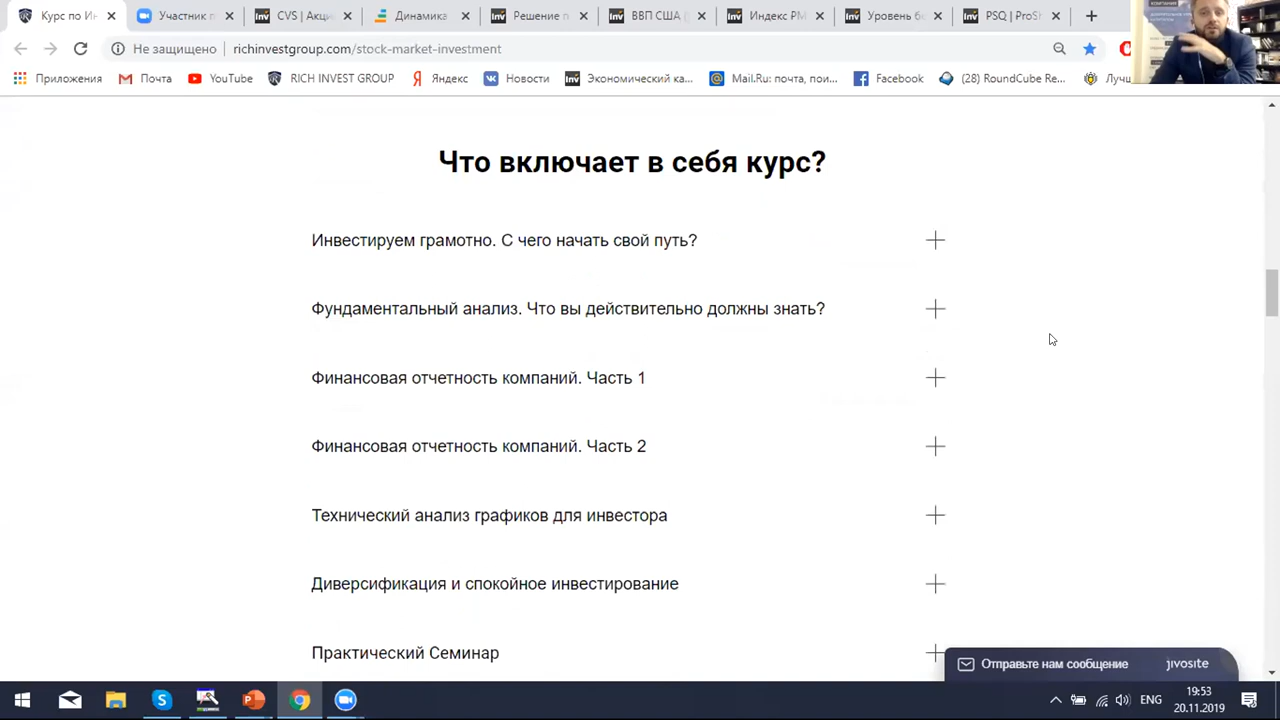 Курс по Ин
Участник п
CVS | Акци
Динамика
Решение п
ВВП США |
Индекс PM
Уровень
PSQ | ProSh
Не защищено
richinvestgroup.com/stock-market-investment
Приложения
Почта
YouTube
RICH INVEST GROUP
Яндекс
Новости
Экономический ка...
Mail.Ru: почта, пои...
Facebook
(28) RoundCube Re...
Лучш
Что включает в себя курс?
Инвестируем грамотно. С чего начать свой путь?
Фундаментальный анализ. Что вы действительно должны знать?
Финансовая отчетность компаний. Часть 1
Финансовая отчетность компаний. Часть 2
Технический анализ графиков для инвестора
Диверсификация и спокойное инвестирование
Практический Семинар
Отправьте нам сообщение
jivosite
ENG
19:53
20.11.2019